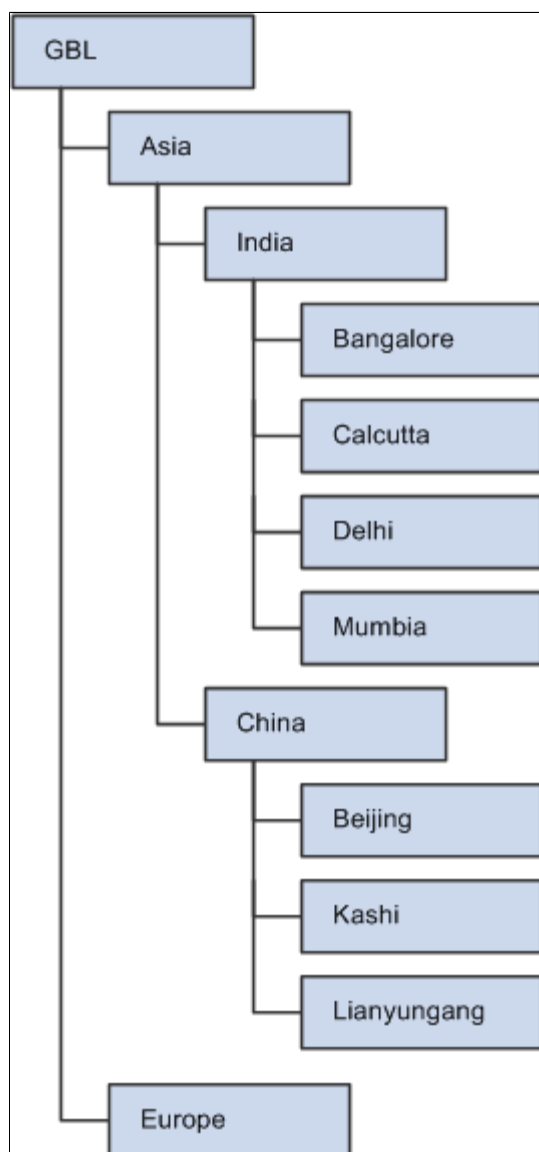 GBL
Asia
India
Bangalore
Calcutta
Delhi
Mumbia
China
Beijing
Kashi
Lianyungang
Europe